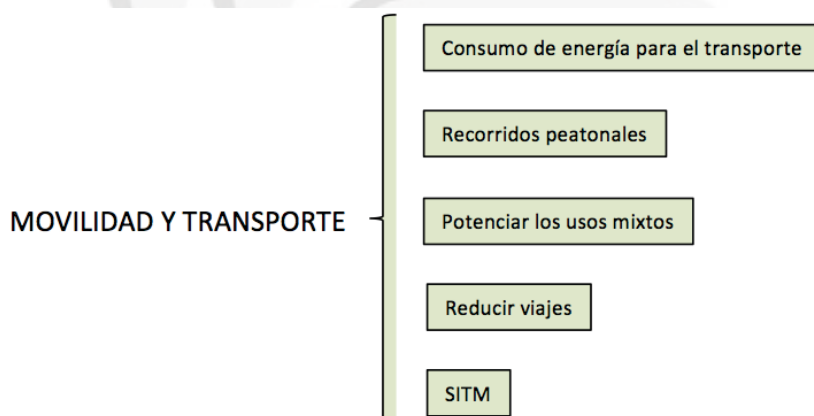 Consumo de energía para el transporte
Recorridos peatonales
MOVILIDAD Y TRANSPORTE
Potenciar los usos mixtos
Reducir viajes
SITM